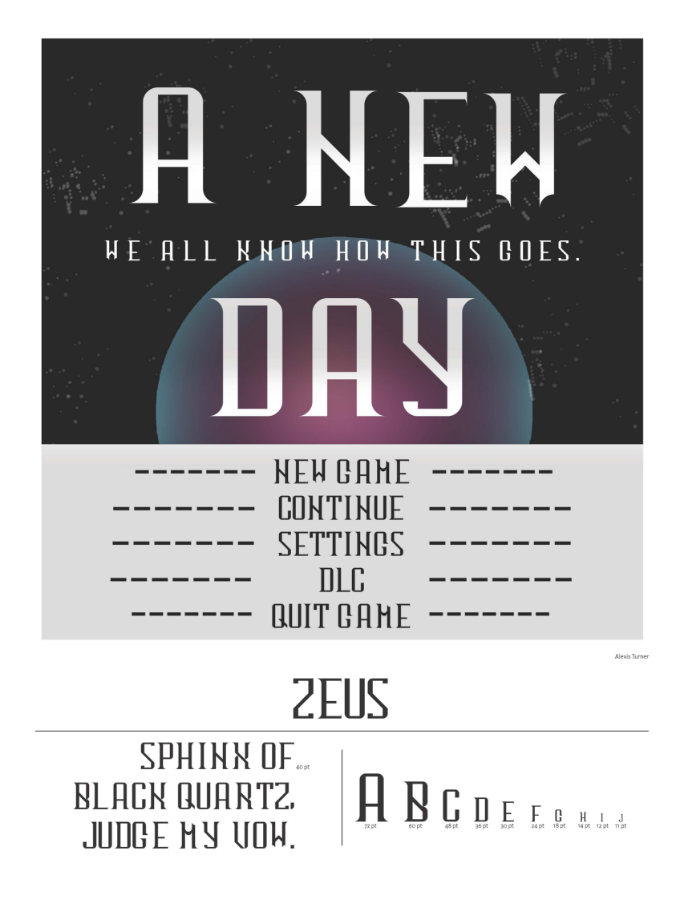 A NEW
WE ALL KNOW HOW THIS GOES.
DAY
------- NEW GAME -------
-------- CONTINUE --------
-------- SETTINGS --------
-------- DLC --------
------- QUIT GAME -------
Alexis Turner
ZEUS
SPHINX OF
40 pt
BLACK QUARTZ,
JUDGE MY VOW.
A B C D E F G H I J
72 pt 60 pt 48 pt 36 pt 30 pt 24 pt 18 pt 14 pt 12 pt 11 pt